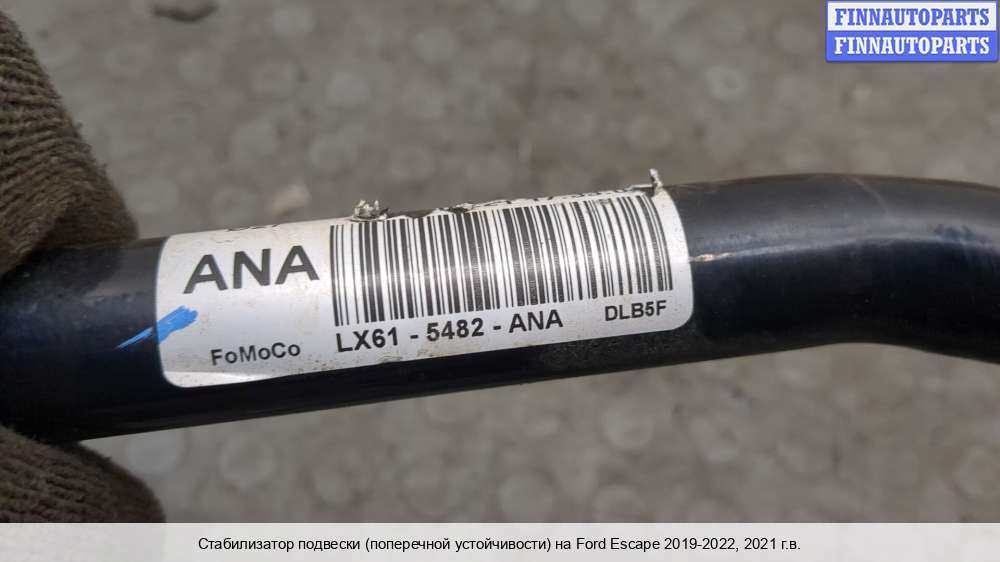 FINNAUTOPARTS
FINNAUTOPARTS
ANA
FoMoCo
LX61 - 5482 - ANA
DLB5F
Стабилизатор подвески (поперечной устойчивости) на Ford Escape 2019-2022, 2021 г.в.